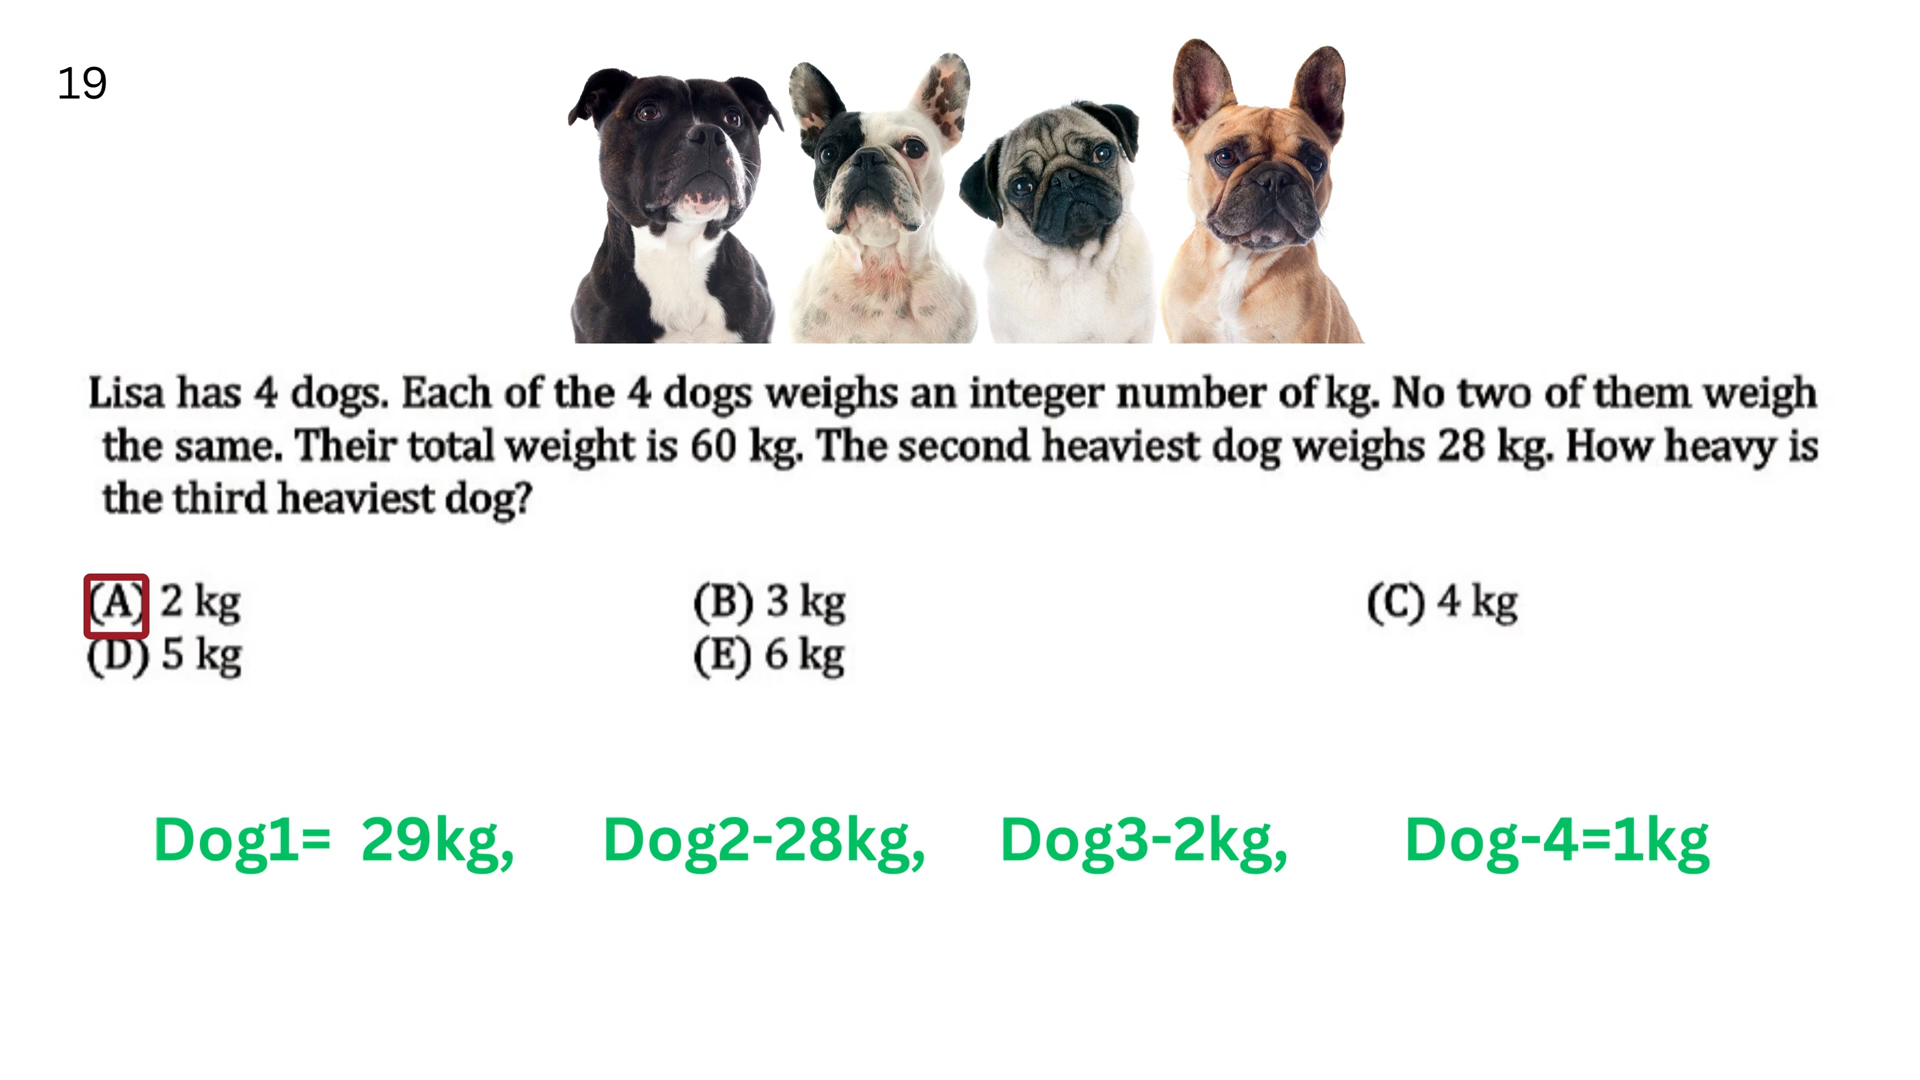 19
Lisa has 4 dogs. Each of the 4 dogs weighs an integer number of kg. No two of them weigh
the same. Their total weight is 60 kg. The second heaviest dog weighs 28 kg. How heavy is
the third heaviest dog?
(A) 2 kg (B) 3 kg (C) 4 kg
(D) 5 kg (E) 6 kg
Dog1= 29kg, Dog2-28kg, Dog3-2kg, Dog-4=1kg